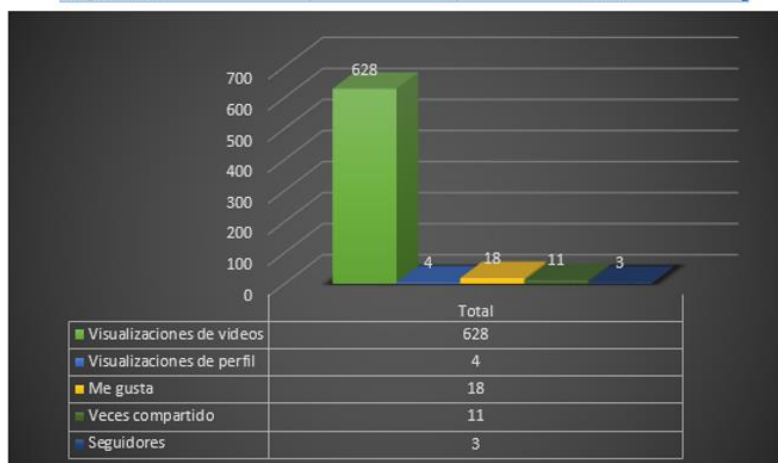 628
700
600
500
400
300
200
100
0
4
18
11
3
Total
Visualizaciones de videos 628
Visualizaciones de perfil 4
Me gusta 18
Veces compartido 11
Seguidores 3